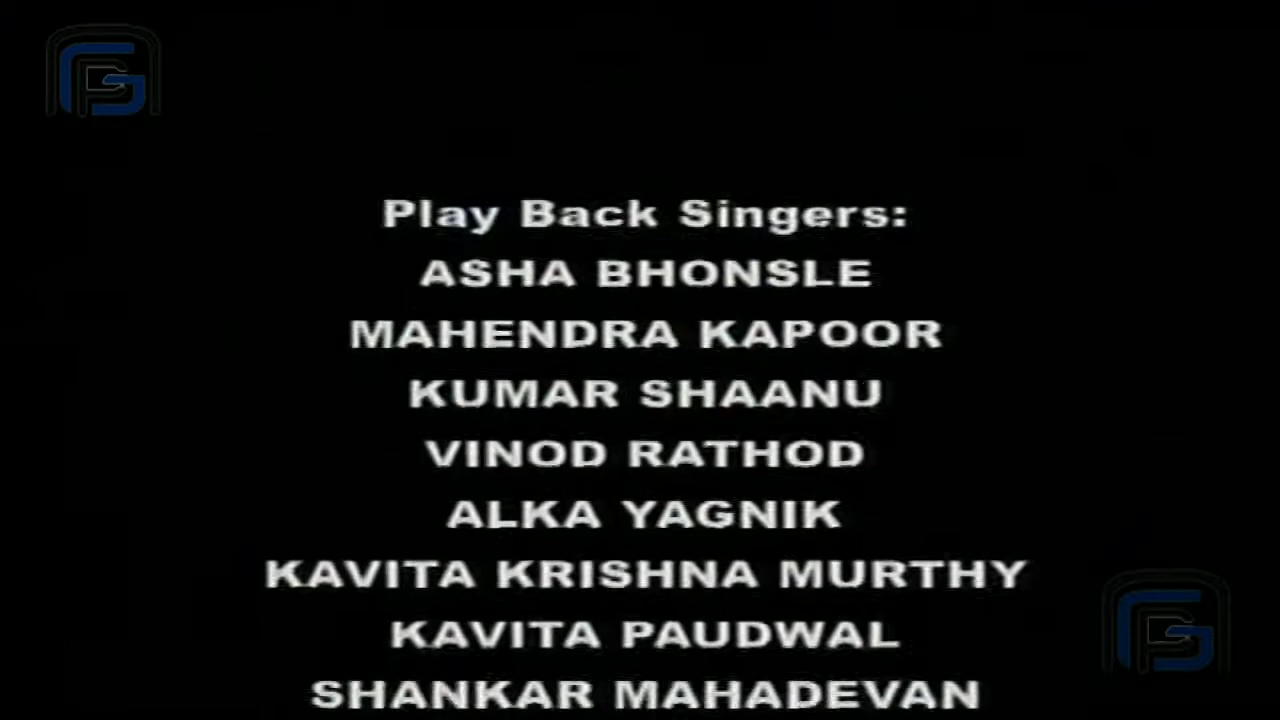 Play Back Singers:
ASHA BHONSLE
MAHENDRA KAPOOR
KUMAR SHAANU
VINOD RATHOD
ALKA YAGNIK
KAVITA KRISHNA MURTHY
KAVITA PAUDWAL
SHANKAR MAHADEVAN